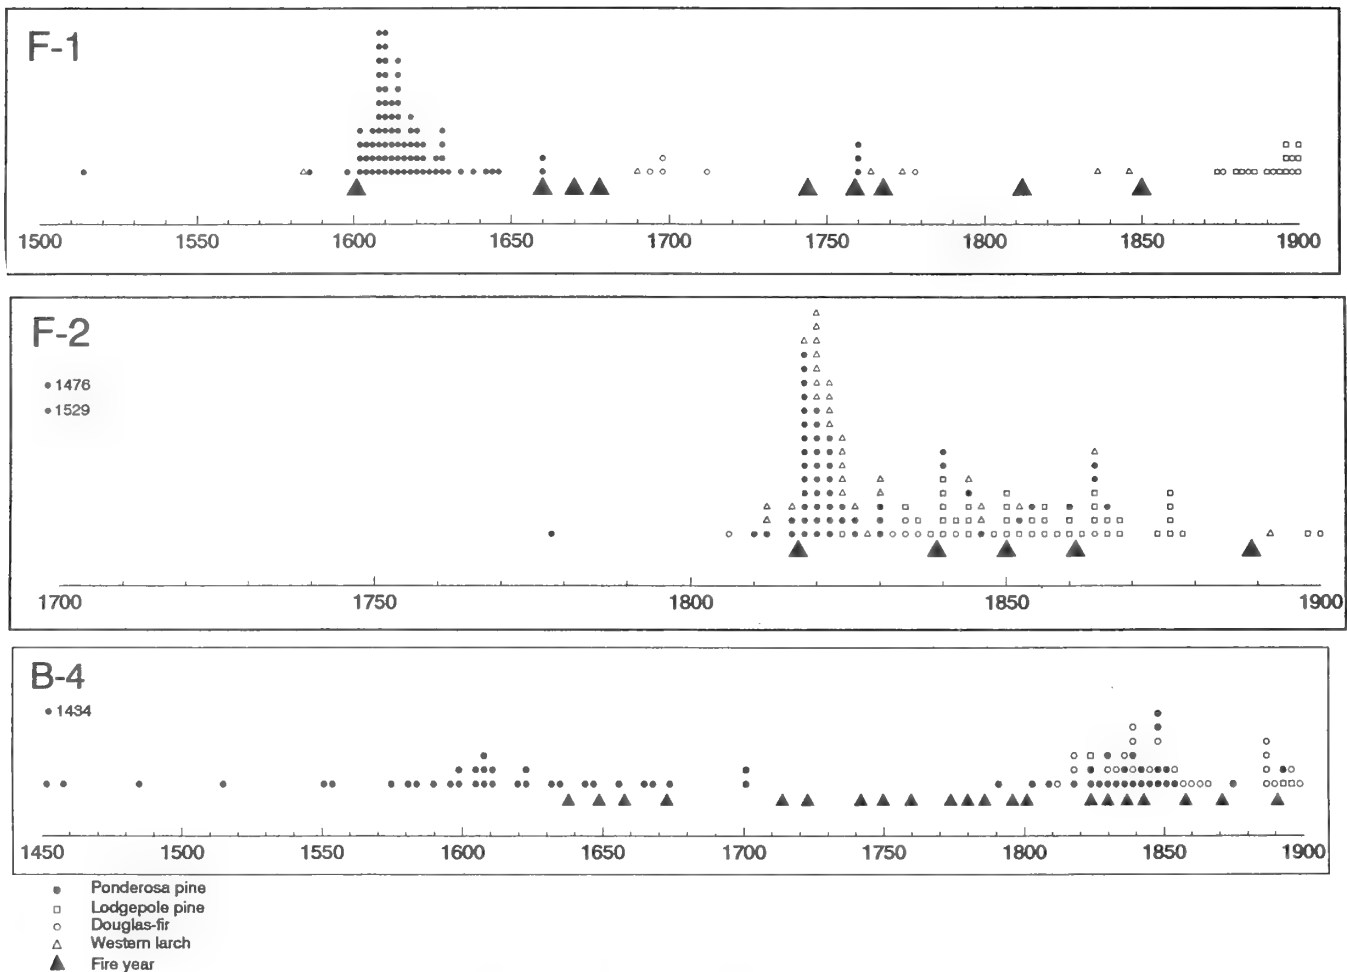 F-1
1500 1550 1600 1650 1700 1750 1800 1850 1900
F-2
1476
1529
1700 1750 1800 1850 1900
B-4
1434
1450 1500 1550 1600 1650 1700 1750 1800 1850 1900
Ponderosa pine
Lodgepole pine
Douglas-fir
Western larch
Fire year